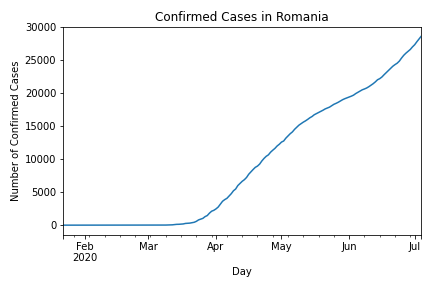 Confirmed Cases in Romania
30000
25000
20000
15000
10000
5000
0
Number of Confirmed Cases
Feb
2020
Mar
Apr
May
Jun
Jul
Day